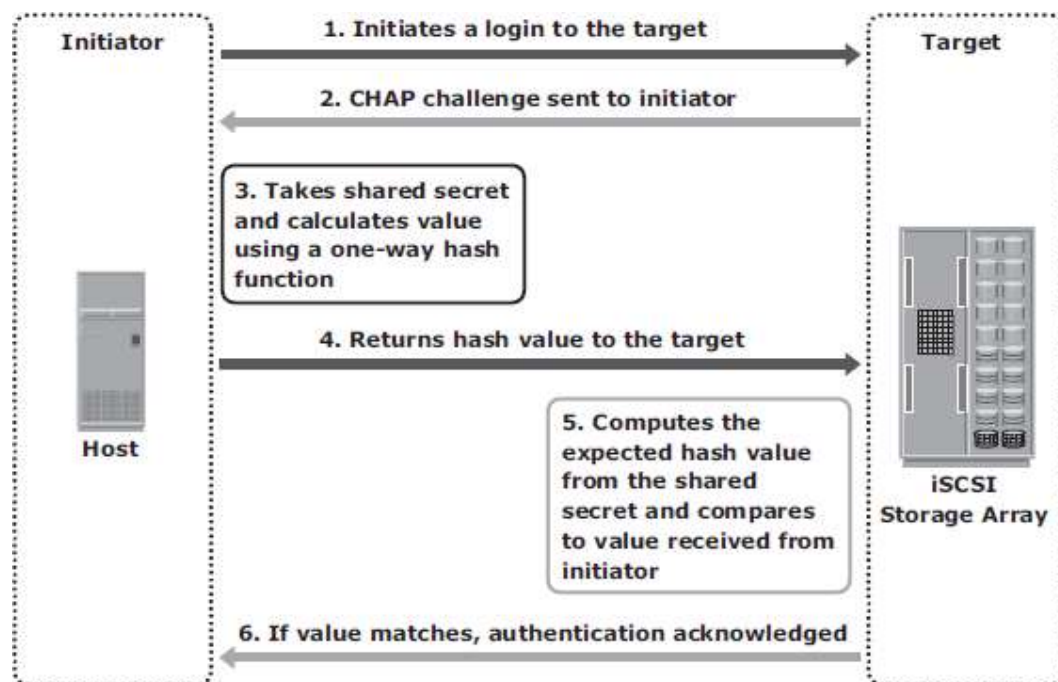 Initiator
1. Initiates a login to the target
Target
2. CHAP challenge sent to initiator
3. Takes shared secret
and calculates value
using a one-way hash
function
4. Returns hash value to the target
Host
5. Computes the
expected hash value
from the shared
secret and compares
to value received from
initiator
iSCSI
Storage Array
6. If value matches, authentication acknowledged